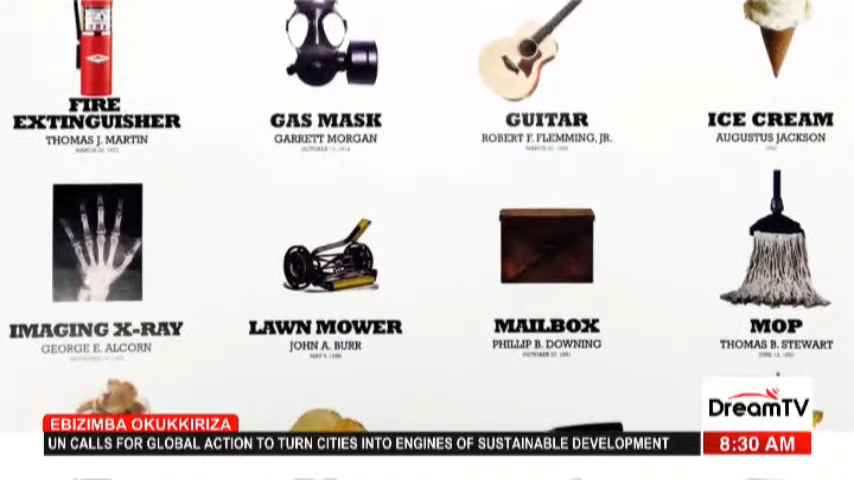 FIRE
EXTINGUISHER
THOMAS J. MARTIN
GAS MASK
GARRETT MORGAN
GUITAR
ROBERT F. FLEMMING, JR.
ICE CREAM
AUGUSTUS JACKSON
IMAGING X-RAY
GEORGE E. ALCORN
LAWN MOWER
JOHN A. BURR
MAILBOX
PHILLIP B. DOWNING
MOP
THOMAS B. STEWART
DreamTV
EBIZIMBA OKUKKIRIZA
UN CALLS FOR GLOBAL ACTION TO TURN CITIES INTO ENGINES OF SUSTAINABLE DEVELOPMENT
8:30 AM